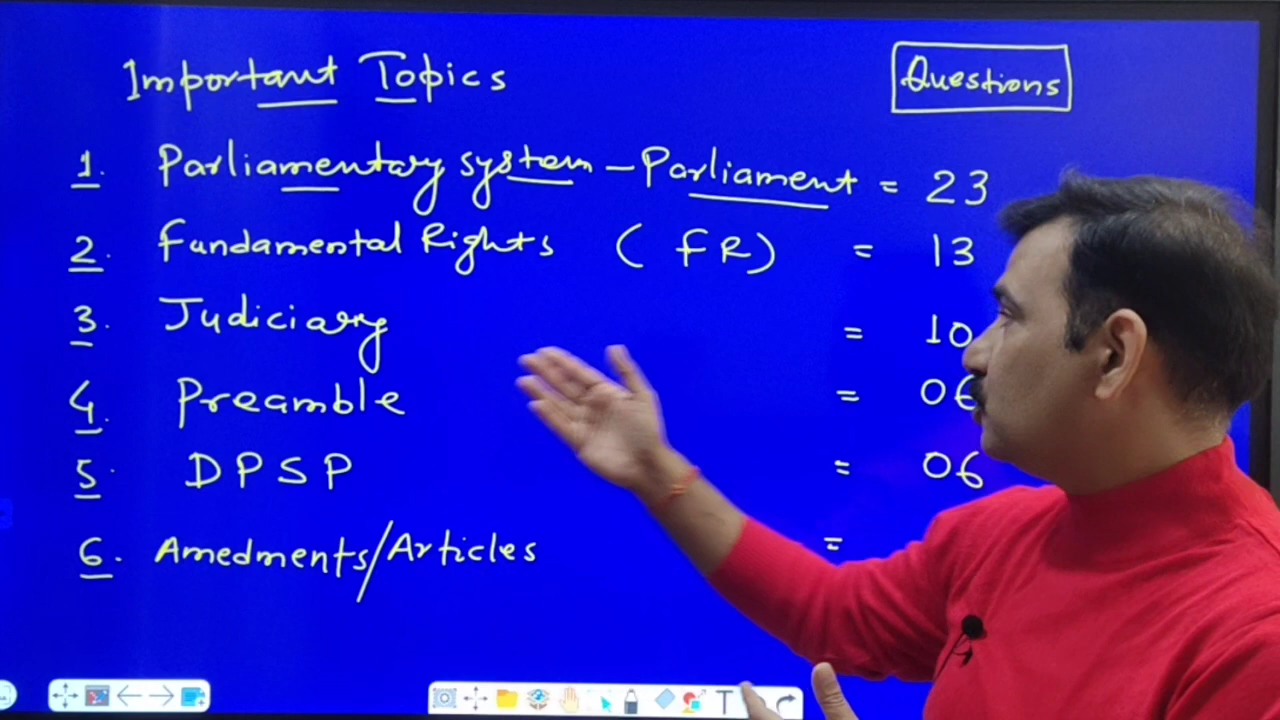 Important Topics Questions
1. Parliamentary system - Parliament = 23
2. Fundamental Rights (FR) = 13
3. Judiciary = 10
4. Preamble = 06
5. DPSP = 06
6. Amedments/Articles =
T